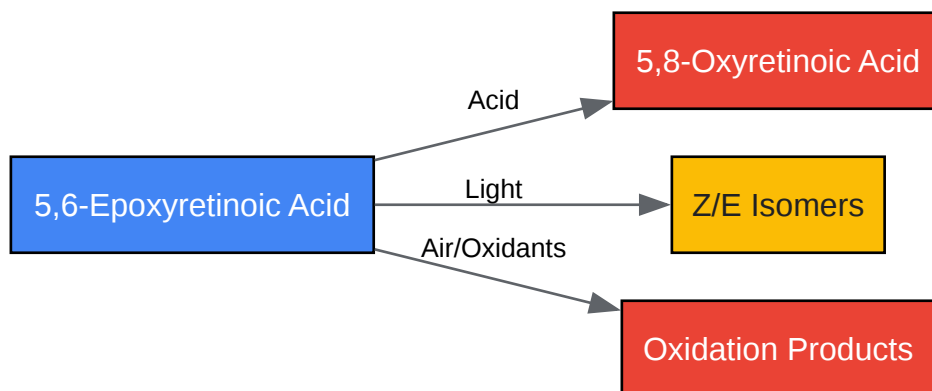 5,8-Oxyretinoic Acid
Acid
5,6-Epoxyretinoic Acid
Light
Z/E Isomers
Air/Oxidants
Oxidation Products